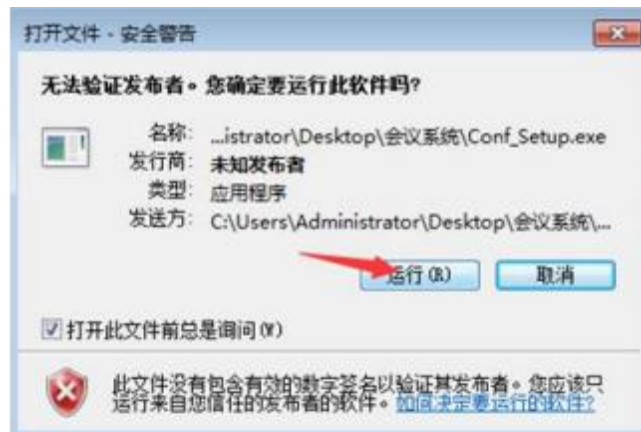 打开文件 - 安全警告
无法验证发布者。您确定要运行此软件吗?
名称: ...istrator\Desktop\会议系统\Conf_Setup.exe
发行商: 未知发布者
类型: 应用程序
发送方: C:\Users\Administrator\Desktop\会议系统\...
运行(R) 取消
打开此文件前总是询问(W)
此文件没有包含有效的数字签名以验证其发布者。您应该只
运行来自您信任的发布者的软件。如何决定要运行的软件?